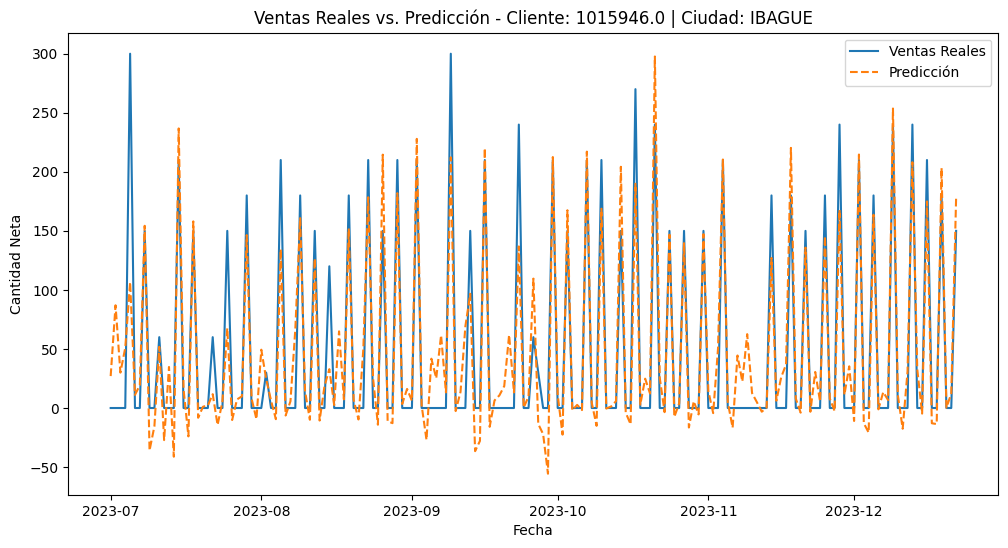 Ventas Reales vs. Predicción - Cliente: 1015946.0 | Ciudad: IBAGUE
Ventas Reales
Predicción
Cantidad Neta
300
250
200
150
100
50
0
−50
2023-07
2023-08
2023-09
2023-10
2023-11
2023-12
Fecha